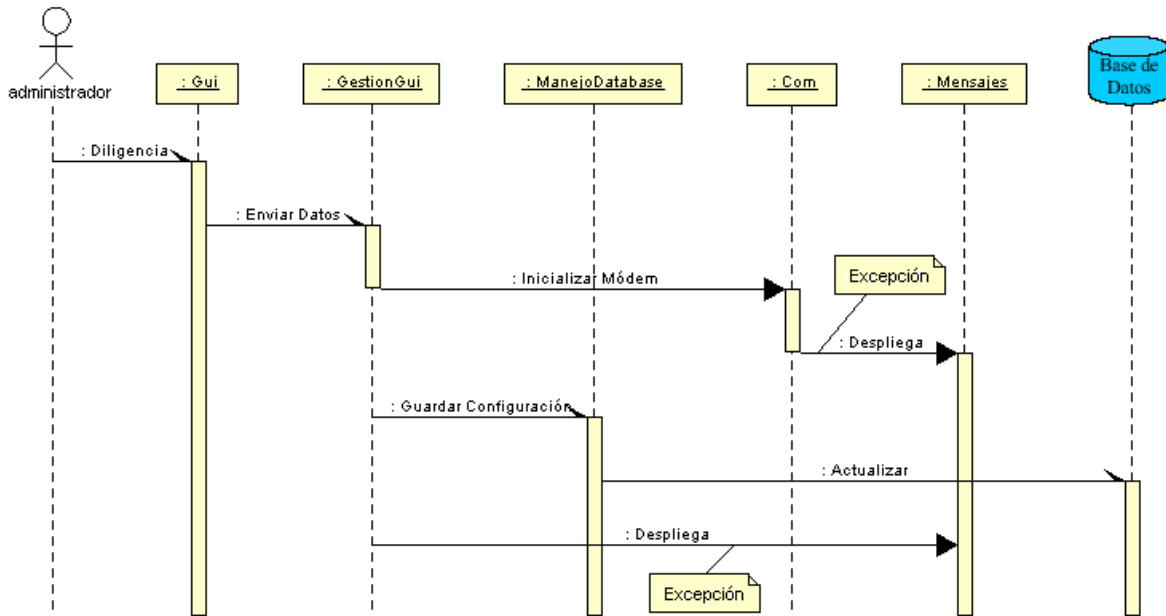 administrador
: Gui
: GestionGui
: ManejoDatabase
: Com
: Mensajes
Base de
Datos
: Diligencia
: Enviar Datos
: Inicializar Módem
Excepción
: Despliega
: Guardar Configuración
: Actualizar
: Despliega
Excepción